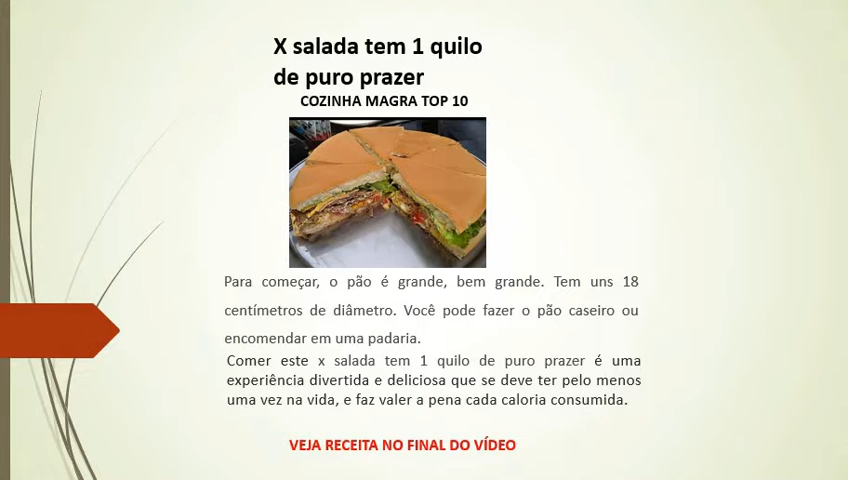 X salada tem 1 quilo
de puro prazer
COZINHA MAGRA TOP 10
Para começar, o pão é grande, bem grande. Tem uns 18
centímetros de diâmetro. Você pode fazer o pão caseiro ou
encomendar em uma padaria.
Comer este x salada tem 1 quilo de puro prazer é uma
experiência divertida e deliciosa que se deve ter pelo menos
uma vez na vida, e faz valer a pena cada caloria consumida.
VEJA RECEITA NO FINAL DO VÍDEO